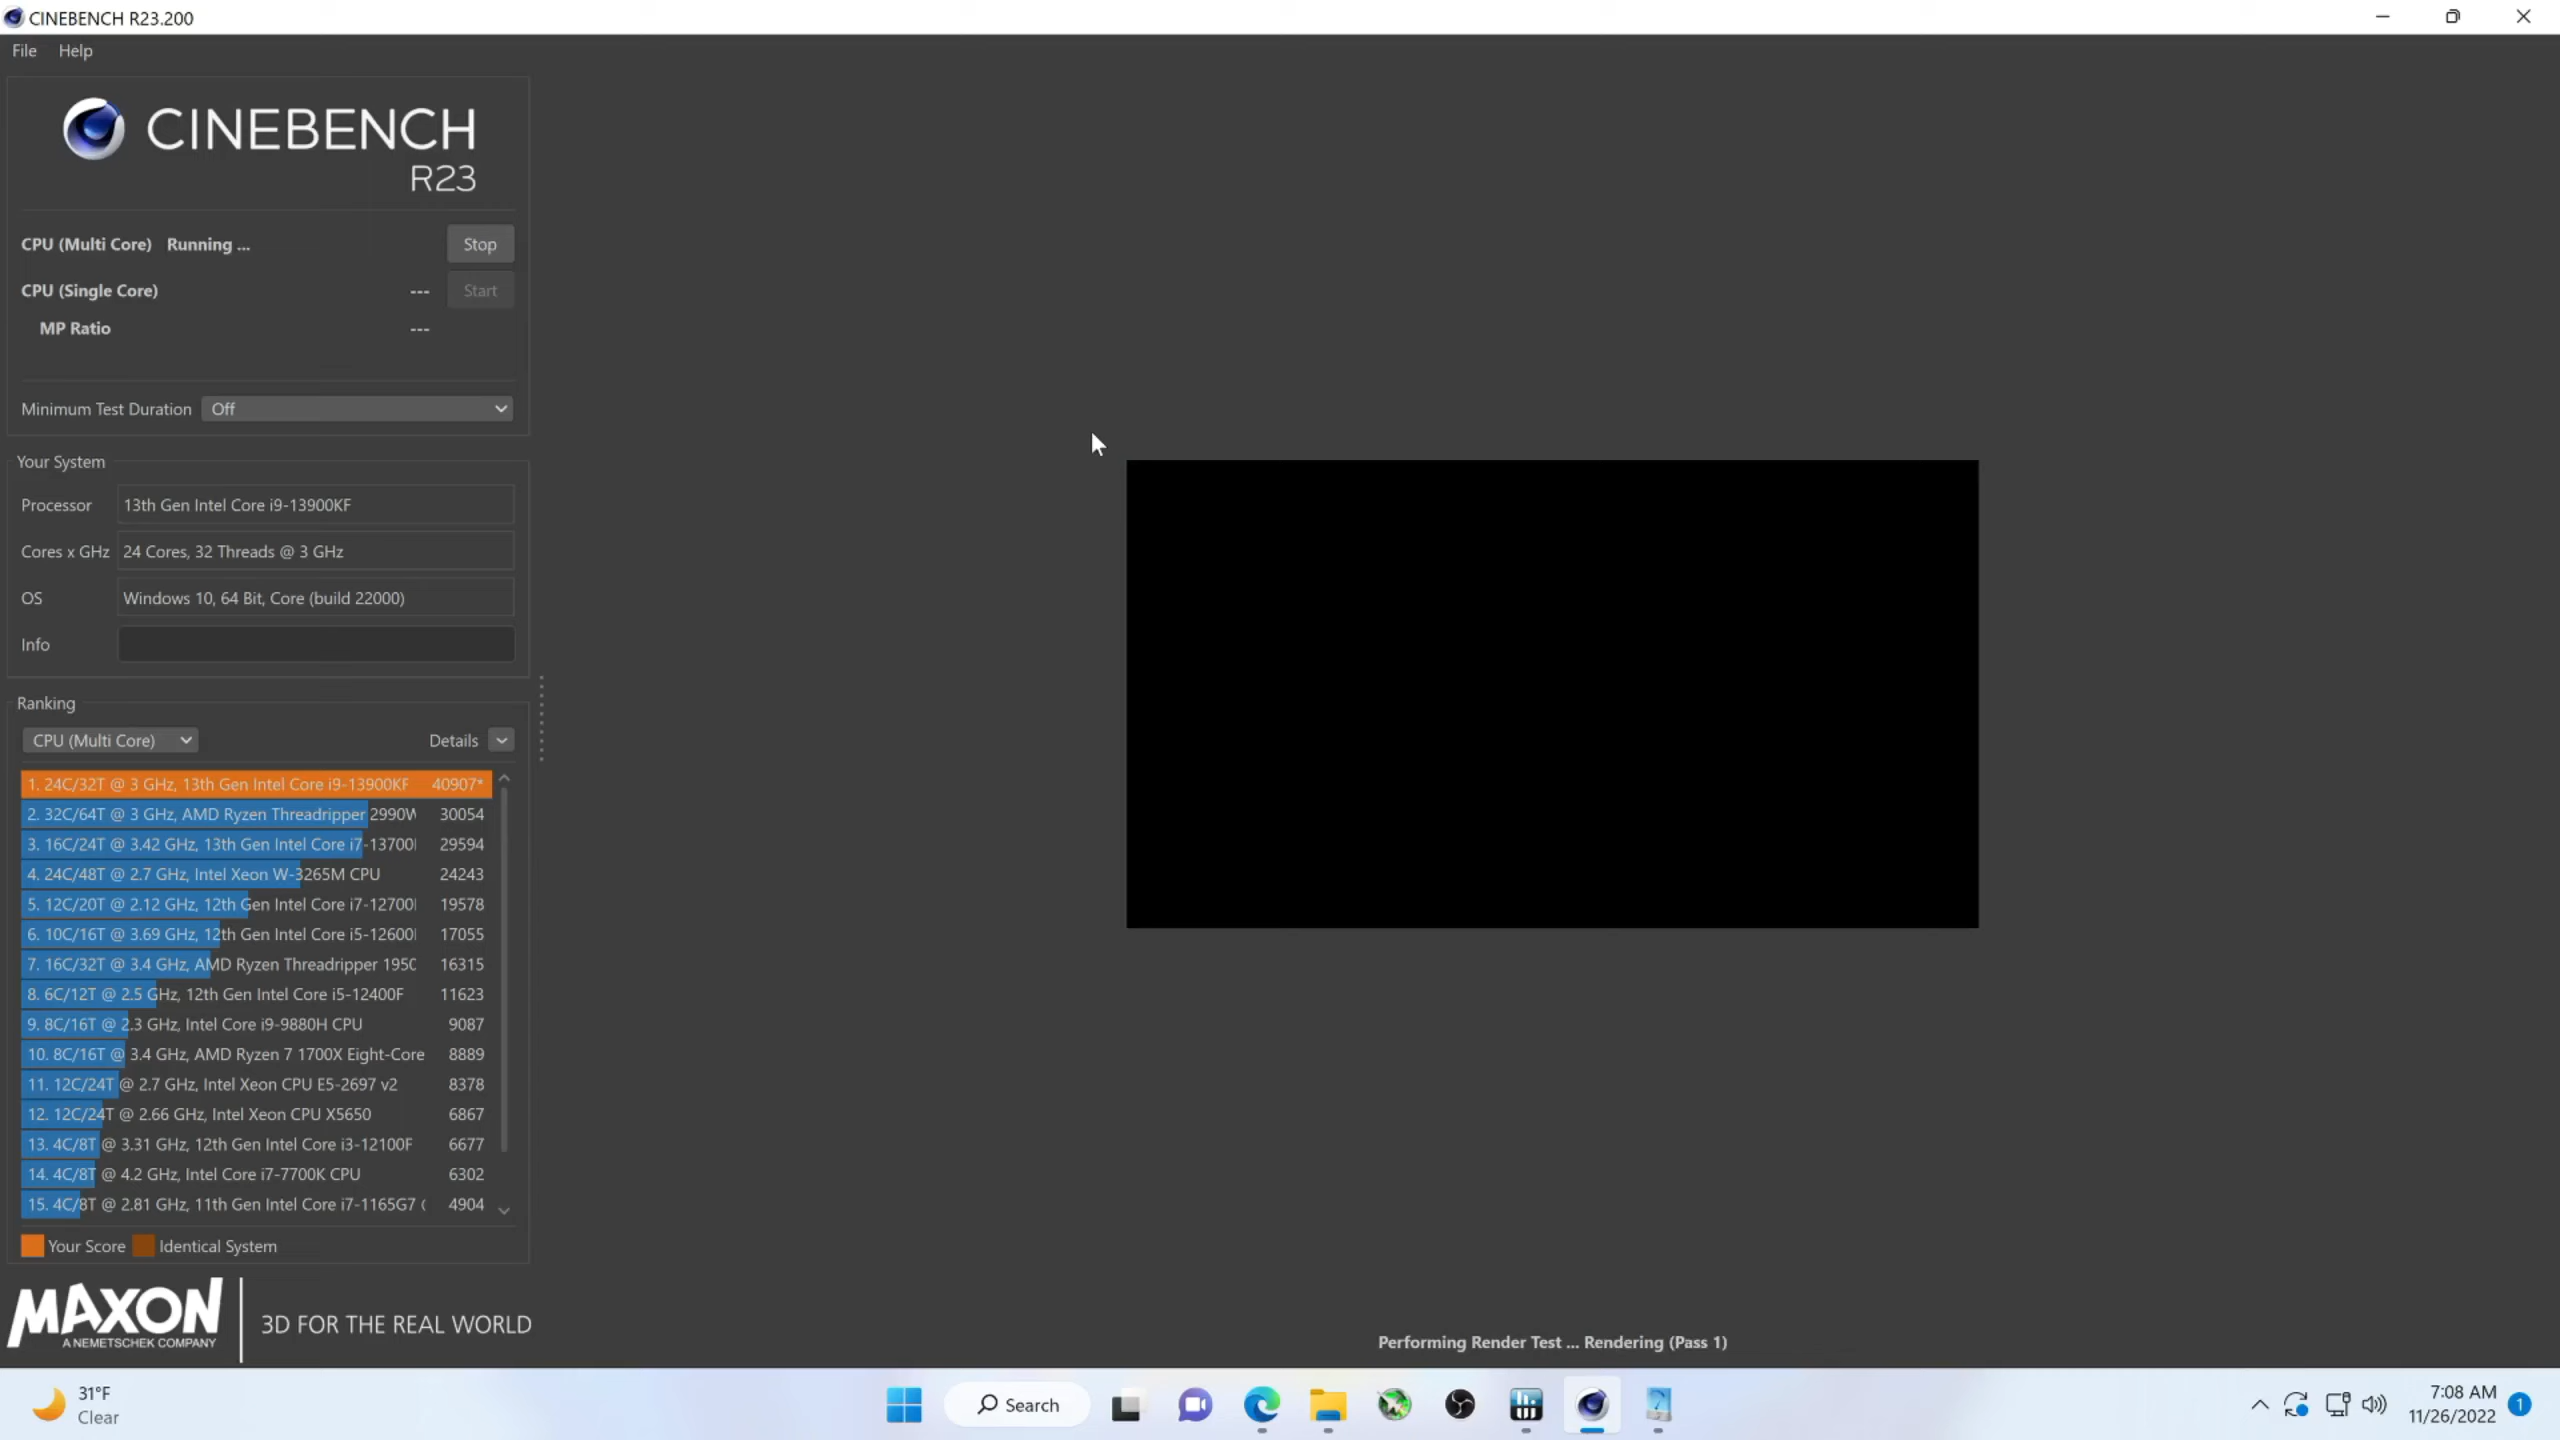 CINEBENCH R23.200
File Help
CINEBENCH
R23
CPU (Multi Core) Running ... Stop
CPU (Single Core) --- Start
MP Ratio ---
Minimum Test Duration Off
Your System
Processor 13th Gen Intel Core i9-13900KF
Cores x GHz 24 Cores, 32 Threads @ 3 GHz
OS Windows 10, 64 Bit, Core (build 22000)
Info
Ranking
CPU (Multi Core) Details
1. 24C/32T @ 3 GHz, 13th Gen Intel Core i9-13900KF 40907*
2. 32C/64T @ 3 GHz, AMD Ryzen Threadripper 2990W 30054
3. 16C/24T @ 3.42 GHz, 13th Gen Intel Core i7-13700 29594
4. 24C/48T @ 2.7 GHz, Intel Xeon W-3265M CPU 24243
5. 12C/20T @ 2.12 GHz, 12th Gen Intel Core i7-12700 19578
6. 10C/16T @ 3.69 GHz, 12th Gen Intel Core i5-12600 17055
7. 16C/32T @ 3.4 GHz, AMD Ryzen Threadripper 1950 16315
8. 6C/12T @ 2.5 GHz, 12th Gen Intel Core i5-12400F 11623
9. 8C/16T @ 2.3 GHz, Intel Core i9-9880H CPU 9087
10. 8C/16T @ 3.4 GHz, AMD Ryzen 7 1700X Eight-Core 8889
11. 12C/24T @ 2.7 GHz, Intel Xeon CPU E5-2697 v2 8378
12. 12C/24T @ 2.66 GHz, Intel Xeon CPU X5650 6867
13. 4C/8T @ 3.31 GHz, 12th Gen Intel Core i3-12100F 6677
14. 4C/8T @ 4.2 GHz, Intel Core i7-7700K CPU 6302
15. 4C/8T @ 2.81 GHz, 11th Gen Intel Core i7-1165G7 ( 4904
Your Score Identical System
MAXON
A NEMETSCHEK COMPANY
3D FOR THE REAL WORLD
Performing Render Test ... Rendering (Pass 1)
31°F
Clear
Search
7:08 AM
11/26/2022
1